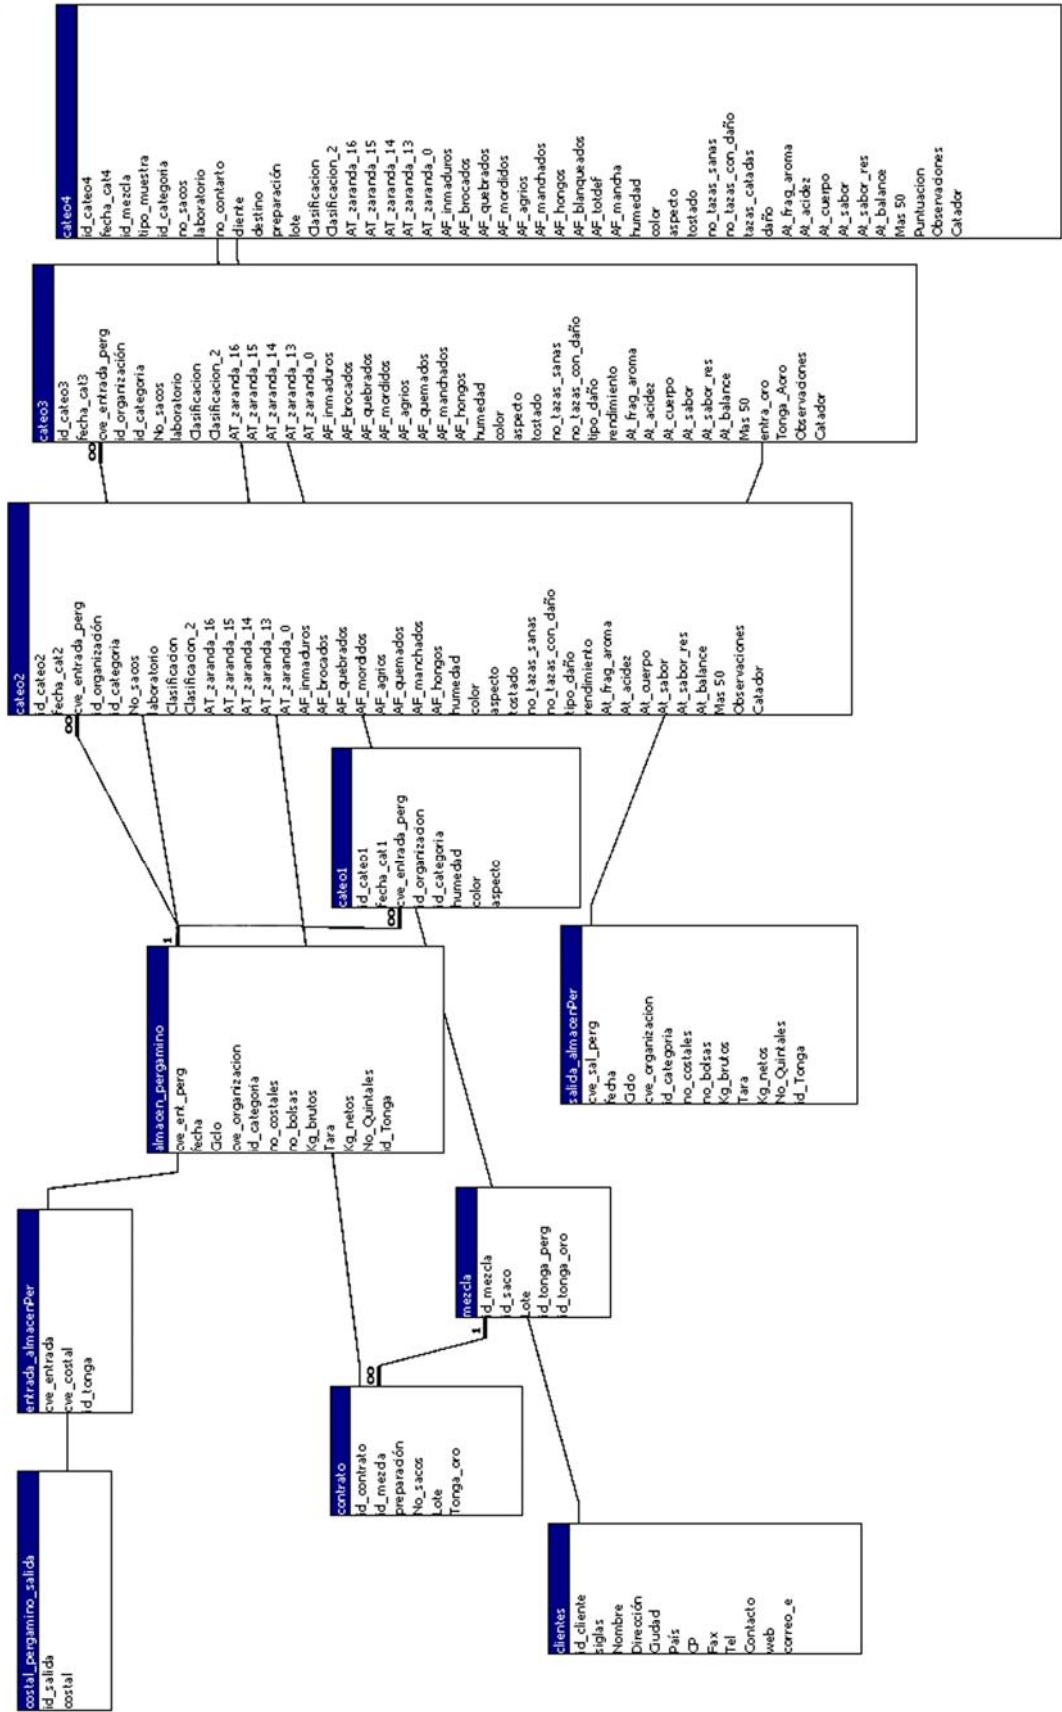 cateo4
id_cateo4
fecha_cat4
id_mezcla
tipo_muestra
id_categoria
no_sacos
laboratorio
no_contarto
cliente
destino
preparación
lote
Clasificacion
Clasificacion_2
AT_zaranda_16
AT_zaranda_15
AT_zaranda_14
AT_zaranda_13
AT_zaranda_0
AF_inmaduros
AF_brocados
AF_quebrados
AF_mordidos
AF_agrios
AF_manchados
AF_hongos
AF_blanqueados
AF_totdef
AF_mancha
humedad
color
aspecto
tostado
no_tazas_sanas
no_tazas_con_daño
tazas_catadas
daño
At_frag_aroma
At_acidez
At_cuerpo
At_sabor
At_sabor_res
At_balance
Mas 50
Puntuacion
Observaciones
Catador
cateo3
id_cateo3
fecha_cat3
cve_entrada_perg
id_organización
id_categoria
No_sacos
laboratorio
Clasificacion
Clasificacion_2
AT_zaranda_16
AT_zaranda_15
AT_zaranda_14
AT_zaranda_13
AT_zaranda_0
AF_inmaduros
AF_brocados
AF_quebrados
AF_mordidos
AF_agrios
AF_quemados
AF_manchados
AF_hongos
humedad
color
aspecto
tostado
no_tazas_sanas
no_tazas_con_daño
tipo_daño
rendimiento
At_frag_aroma
At_acidez
At_cuerpo
At_sabor
At_sabor_res
At_balance
Mas 50
entra_oro
Tonga_Aoro
Observaciones
Catador
∞
cateo2
id_cateo2
fecha_cat2
cve_entrada_perg
id_organización
id_categoria
No_sacos
laboratorio
Clasificacion
Clasificacion_2
AT_zaranda_16
AT_zaranda_15
AT_zaranda_14
AT_zaranda_13
AT_zaranda_0
AF_inmaduros
AF_brocados
AF_quebrados
AF_mordidos
AF_agrios
AF_quemados
AF_manchados
AF_hongos
humedad
color
aspecto
tostado
no_tazas_sanas
no_tazas_con_daño
tipo_daño
rendimiento
At_frag_aroma
At_acidez
At_cuerpo
At_sabor
At_sabor_res
At_balance
Mas 50
Observaciones
Catador
∞
cateo1
id_cateo1
fecha_cat1
cve_entrada_perg
id_organizacion
id_categoria
humedad
color
aspecto
∞
1
almacen_pergamino
cve_ent_perg
fecha
Ciclo
cve_organizacion
id_categoria
no_costales
no_bolsas
Kg_brutos
Tara
Kg_netos
No_Quintales
id_Tonga
salida_almacenPer
cve_sal_perg
fecha
Ciclo
cve_organizacion
id_categoria
no_costales
no_bolsas
Kg_brutos
Tara
Kg_netos
No_Quintales
id_Tonga
entrada_almacenPer
cve_entrada
cve_costal
id_tonga
mezcla
id_mezcla
id_saco
Lote
id_tonga_perg
id_tonga_oro
1
∞
contrato
id_contrato
id_mezcla
preparación
No_sacos
Lote
Tonga_oro
costal_pergamino_salida
id_salida
costal
clientes
id_cliente
siglas
Nombre
Dirección
Ciudad
País
CP
Fax
Tel
Contacto
web
correo_e